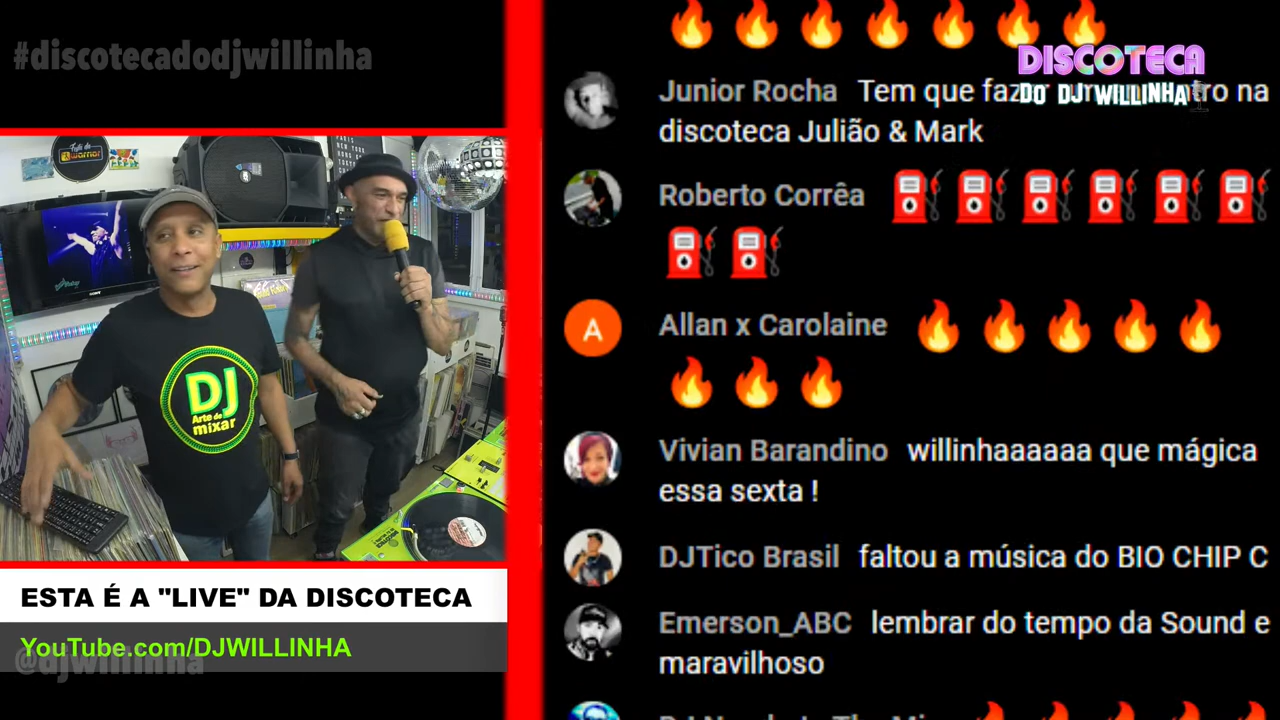 #discotecadodjwillinha
DISCOTECA
DO DJ WILLINHA
DJ
Arte de
mixar
ESTA É A "LIVE" DA DISCOTECA
YouTube.com/DJWILLINHA
@djwillinha
Junior Rocha Tem que na
discoteca Julião & Mark
Roberto Corrêa ⛽⛽⛽⛽⛽⛽
⛽⛽
Allan x Carolaine 🔥🔥🔥🔥🔥
🔥🔥🔥
Vivian Barandino willinhaaaaaa que mágica
essa sexta !
DJTico Brasil faltou a música do BIO CHIP C
Emerson_ABC lembrar do tempo da Sound e
maravilhoso